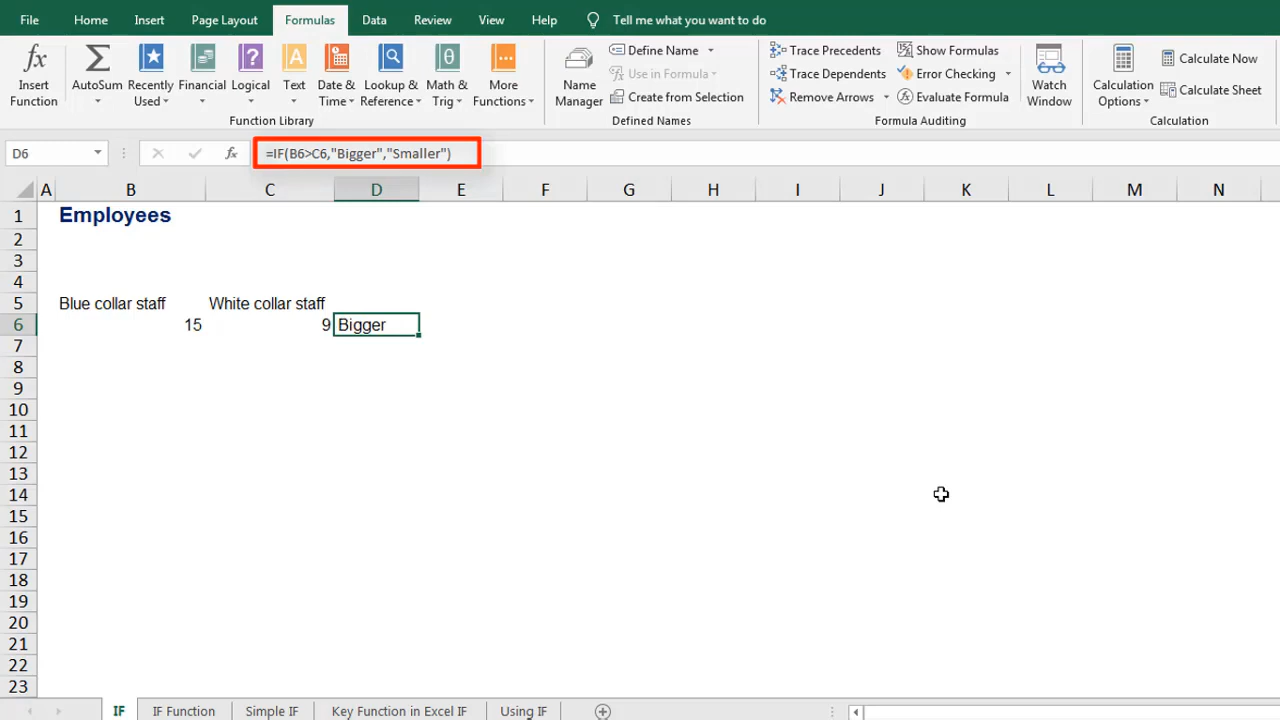 File Home Insert Page Layout Formulas Data Review View Help Tell me what you want to do
fx Insert Function
Σ AutoSum
Recently Used
Financial
? Logical
A Text
Date & Time
Lookup & Reference
θ Math & Trig
More Functions
Function Library
Name Manager
Define Name
Use in Formula
Create from Selection
Defined Names
Trace Precedents
Trace Dependents
Remove Arrows
Show Formulas
Error Checking
Evaluate Formula
Formula Auditing
Watch Window
Calculation Options
Calculate Now
Calculate Sheet
Calculation
D6 fx =IF(B6>C6,"Bigger","Smaller")
A B C D E F G H I J K L M N
1 Employees
2
3
4
5 Blue collar staff White collar staff
6 15 9 Bigger
7
8
9
10
11
12
13
14
15
16
17
18
19
20
21
22
23
IF IF Function Simple IF Key Function in Excel IF Using IF